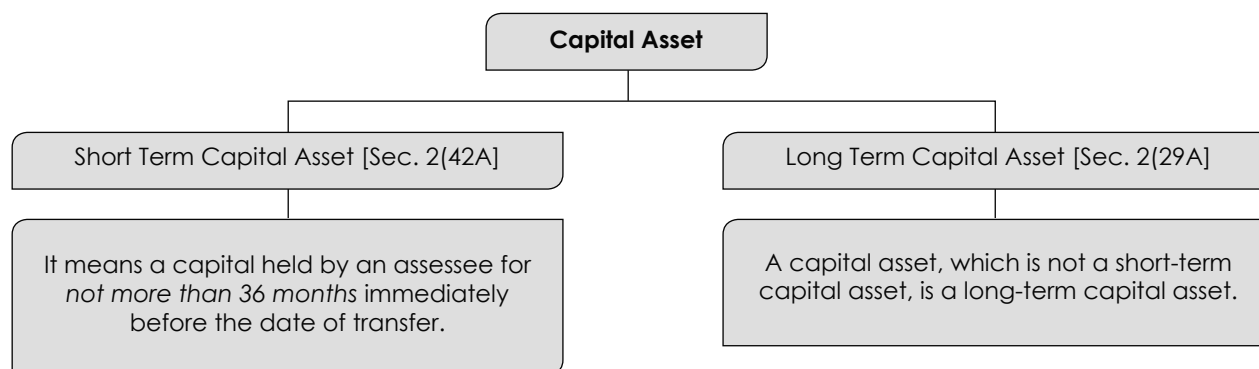 Capital Asset
Short Term Capital Asset [Sec. 2(42A]
Long Term Capital Asset [Sec. 2(29A]
It means a capital held by an assessee for
not more than 36 months immediately
before the date of transfer.
A capital asset, which is not a short-term
capital asset, is a long-term capital asset.